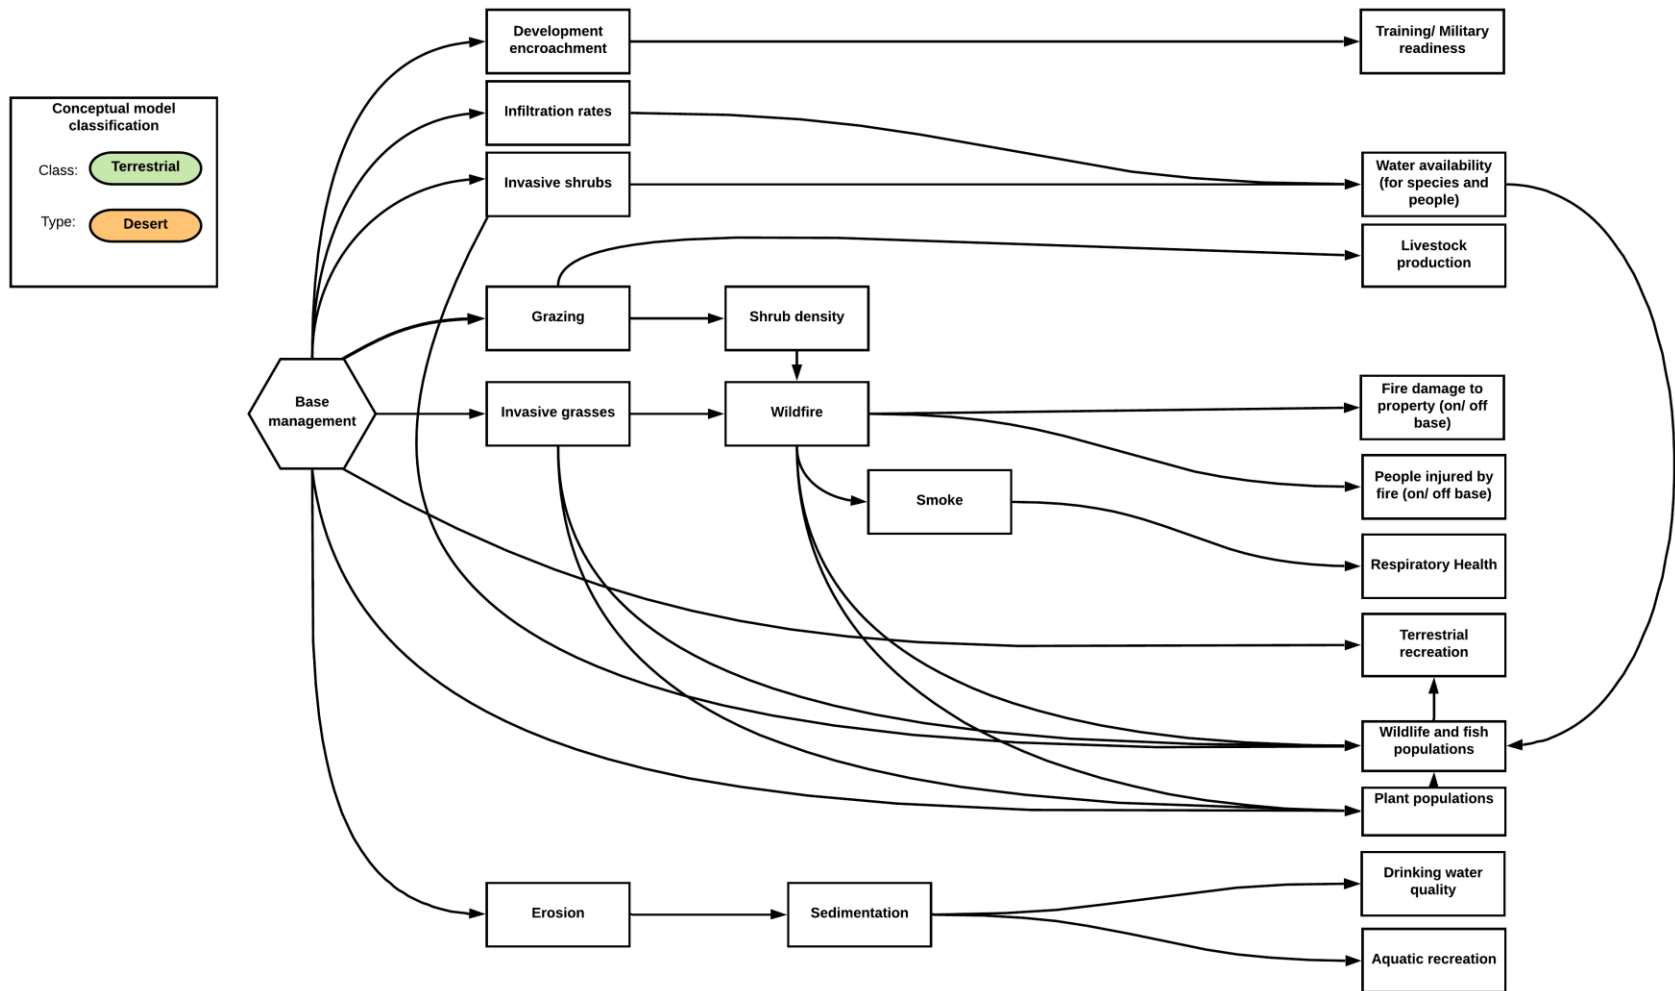 Conceptual model
classification
Class:
Terrestrial
Type:
Desert
Base
management
Development
encroachment
Infiltration rates
Invasive shrubs
Grazing
Invasive grasses
Erosion
Shrub density
Wildfire
Smoke
Sedimentation
Training/ Military
readiness
Water availability
(for species and
people)
Livestock
production
Fire damage to
property (on/ off
base)
People injured by
fire (on/ off base)
Respiratory Health
Terrestrial
recreation
Wildlife and fish
populations
Plant populations
Drinking water
quality
Aquatic recreation